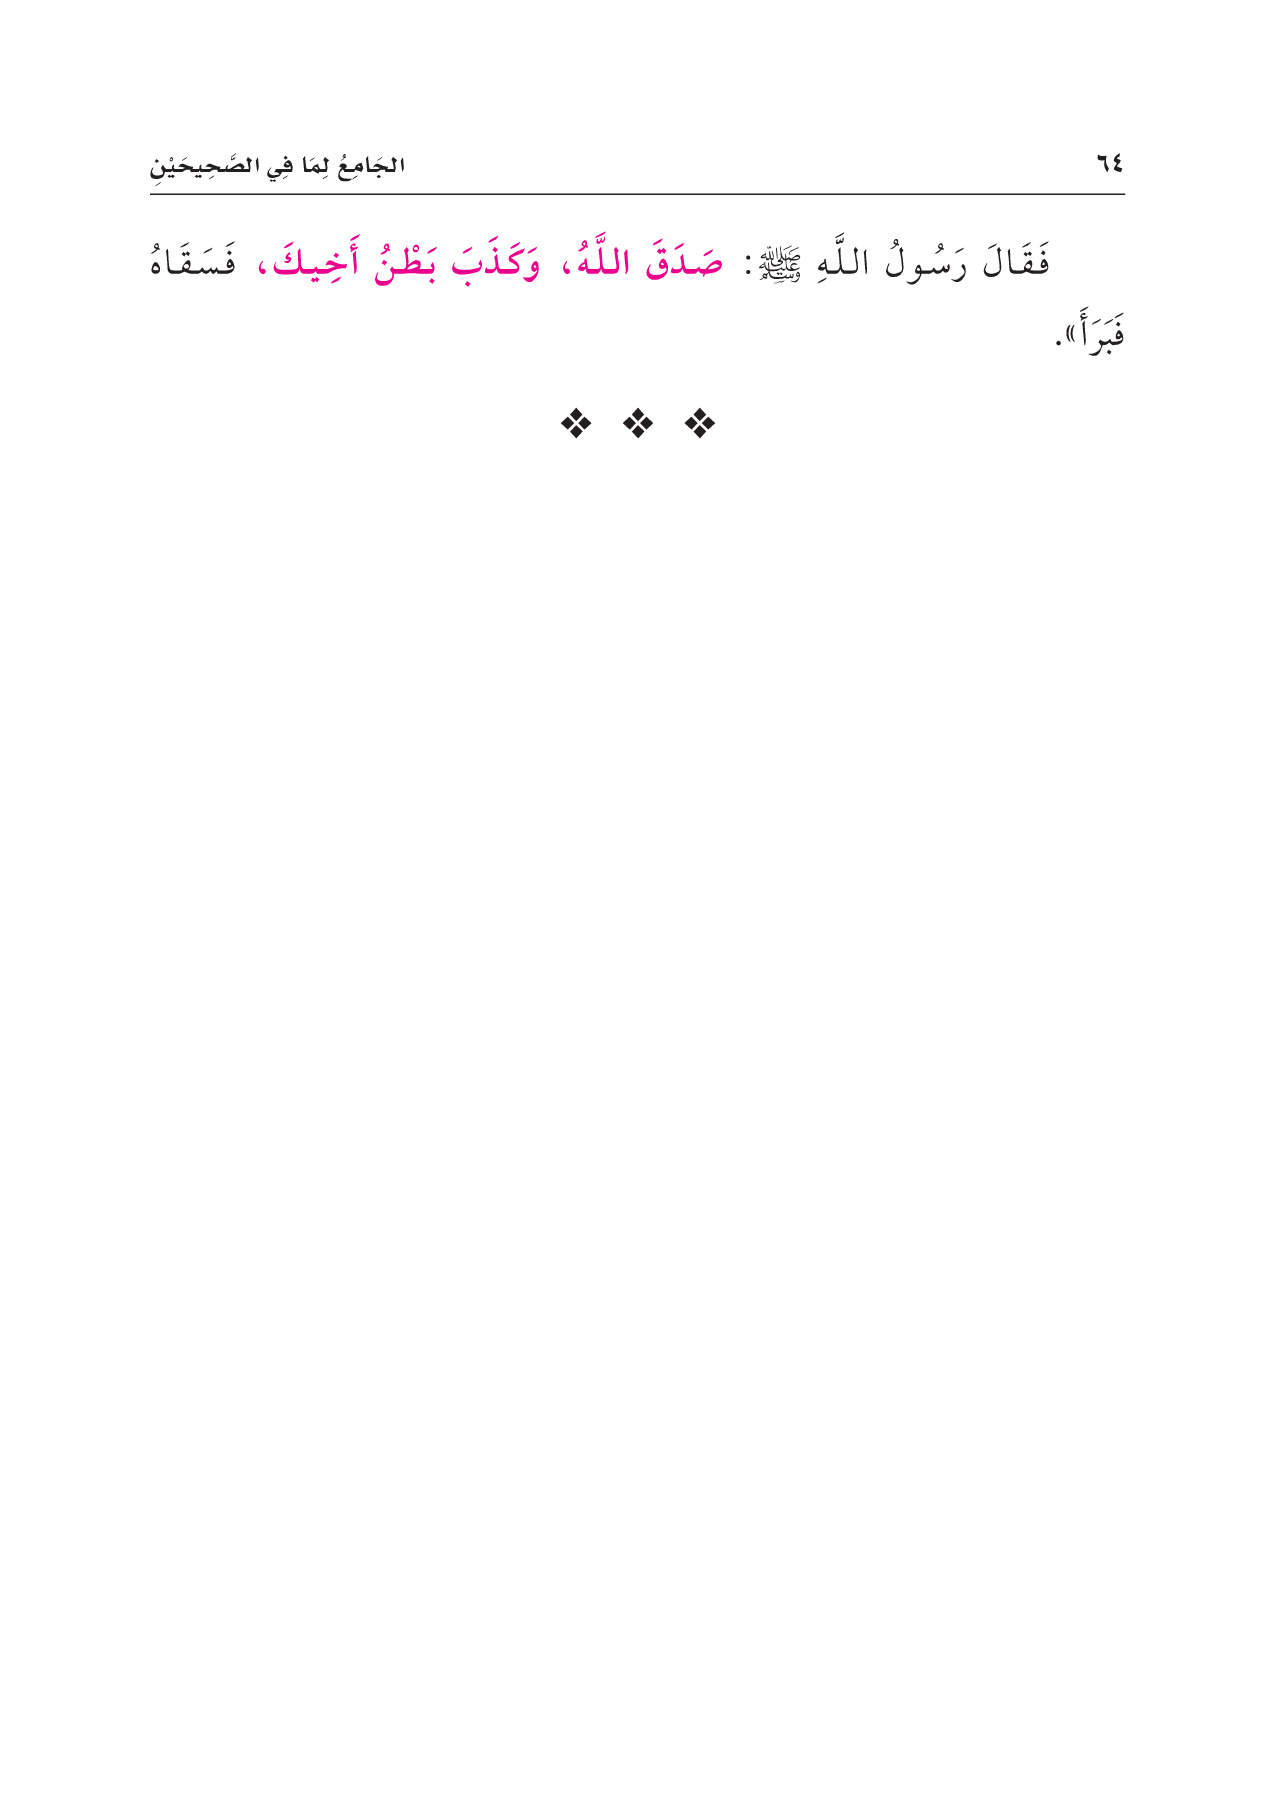 ٦٤ الجَامِعُ لِمَا فِي الصَّحِيحَيْنِ
فَقَالَ رَسُولُ اللَّهِ ﷺ: صَدَقَ اللَّهُ، وَكَذَبَ بَطْنُ أَخِيكَ، فَسَقَاهُ
فَبَرَأَ».